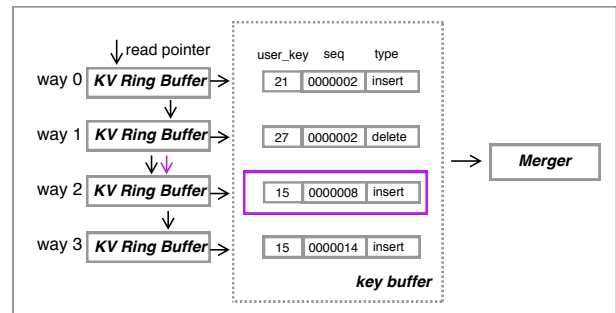 read pointer
user_key seq type
way 0 KV Ring Buffer 21 0000002 insert
way 1 KV Ring Buffer 27 0000002 delete
Merger
way 2 KV Ring Buffer 15 0000008 insert
way 3 KV Ring Buffer 15 0000014 insert
key buffer